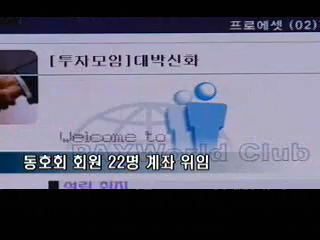 프로에셋 (02)
[투자모임]대박신화
Welcome to
PAXWorld Club
동호회 회원 22명 계좌 위임